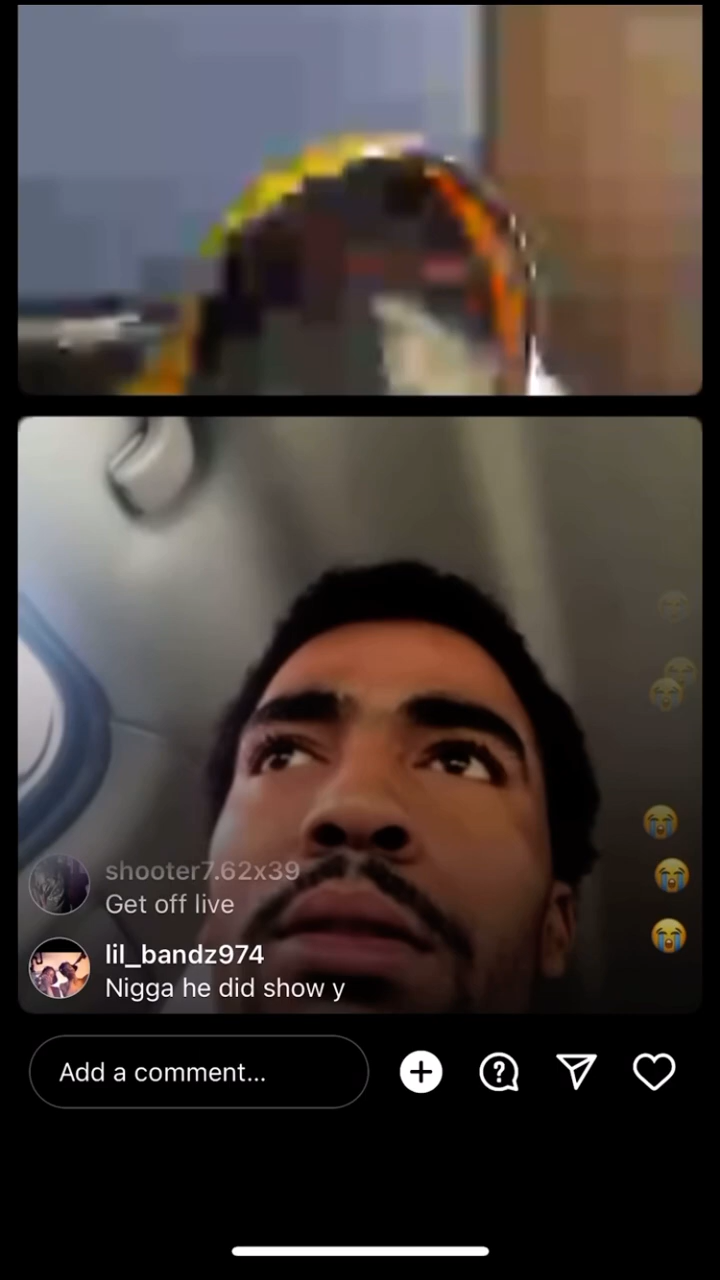 shooter7.62x39
Get off live
lil_bandz974
Nigga he did show y
Add a comment...